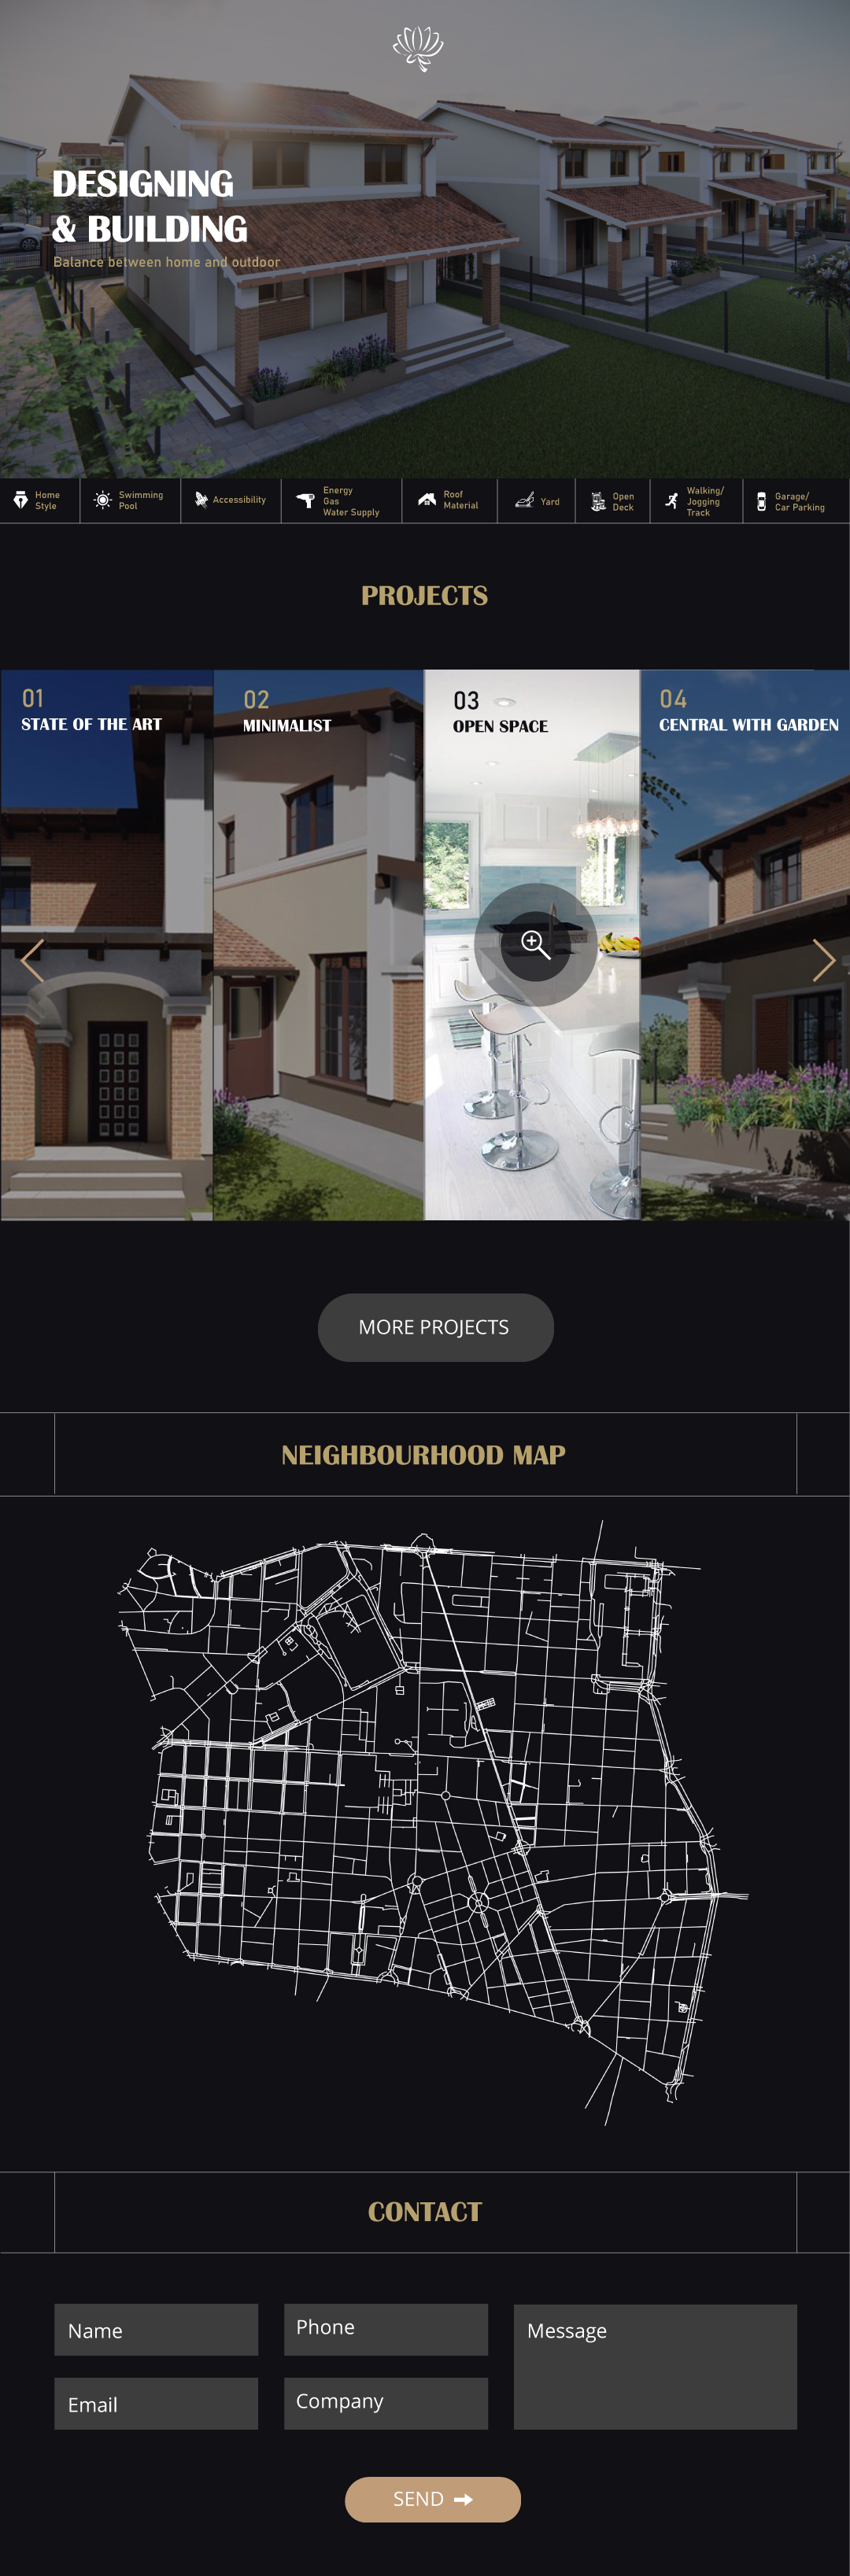 DESIGNING
& BUILDING
Balance between home and outdoor
Home
Style
Swimming
Pool
Accessibility
Energy
Gas
Water Supply
Roof
Material
Yard
Open
Deck
Walking/
Jogging
Track
Garage/
Car Parking
PROJECTS
01
STATE OF THE ART
02
MINIMALIST
03
OPEN SPACE
04
CENTRAL WITH GARDEN
MORE PROJECTS
NEIGHBOURHOOD MAP
CONTACT
Name
Phone
Message
Email
Company
SEND